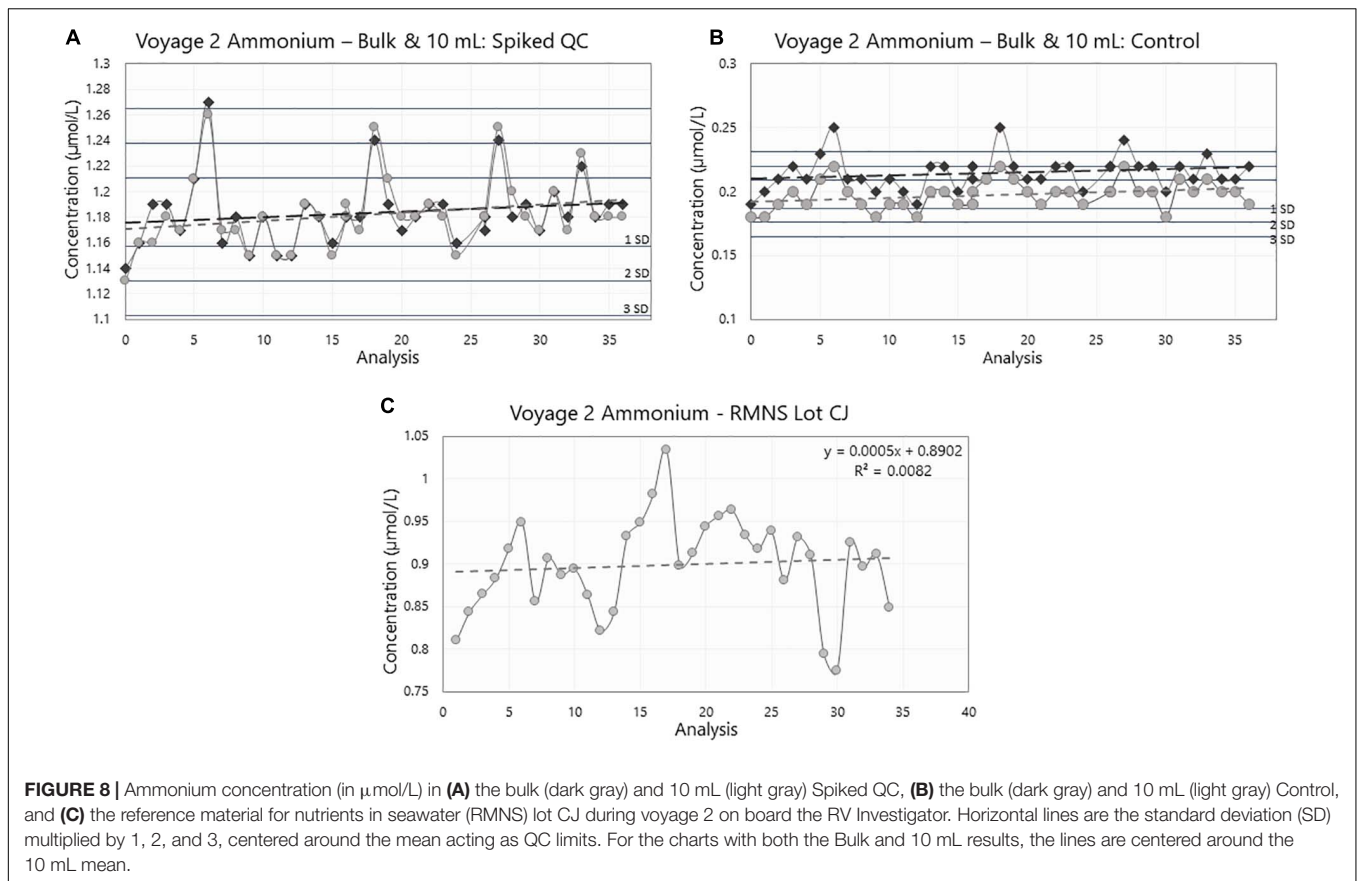 A
Voyage 2 Ammonium – Bulk & 10 mL: Spiked QC
Concentration (µmol/L)
1.3
1.28
1.26
1.24
1.22
1.2
1.18
1.16
1.14
1.12
1.1
1 SD
2 SD
3 SD
0 5 10 15 20 25 30 35
Analysis
B
Voyage 2 Ammonium – Bulk & 10 mL: Control
Concentration (µmol/L)
0.3
0.25
0.2
0.15
0.1
1 SD
2 SD
3 SD
0 5 10 15 20 25 30 35
Analysis
C
Voyage 2 Ammonium - RMNS Lot CJ
Concentration (µmol/L)
1.05
1
0.95
0.9
0.85
0.8
0.75
y = 0.0005x + 0.8902
R² = 0.0082
0 5 10 15 20 25 30 35 40
Analysis
FIGURE 8 | Ammonium concentration (in µmol/L) in (A) the bulk (dark gray) and 10 mL (light gray) Spiked QC, (B) the bulk (dark gray) and 10 mL (light gray) Control,
and (C) the reference material for nutrients in seawater (RMNS) lot CJ during voyage 2 on board the RV Investigator. Horizontal lines are the standard deviation (SD)
multiplied by 1, 2, and 3, centered around the mean acting as QC limits. For the charts with both the Bulk and 10 mL results, the lines are centered around the
10 mL mean.